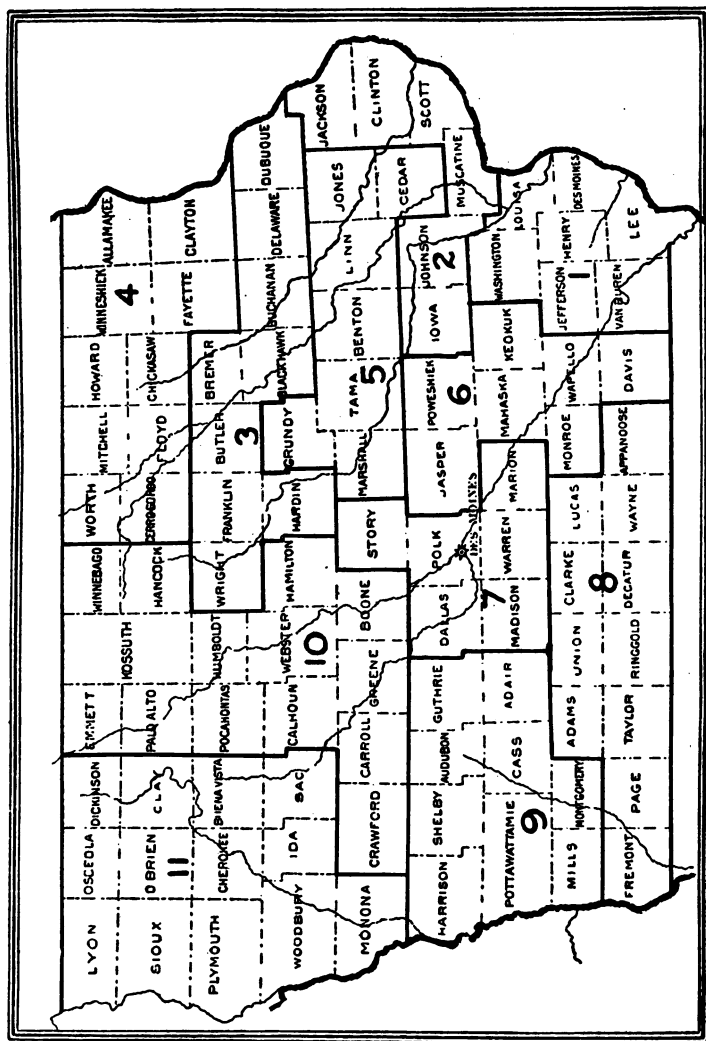 LYON
OSCEOLA
DICKINSON
EMMETT
KOSSUTH
WINNEBAGO
WORTH
MITCHELL
HOWARD
WINNESHIEK
ALLAMAKEE
4
SIOUX
O'BRIEN
CLAY
PALO ALTO
HANCOCK
CERRO GORDO
FLOYD
CHICKASAW
11
PLYMOUTH
CHEROKEE
BUENA VISTA
POCAHONTAS
HUMBOLDT
WRIGHT
FRANKLIN
BUTLER
BREMER
FAYETTE
CLAYTON
3
WOODBURY
IDA
SAC
CALHOUN
WEBSTER
HAMILTON
HARDIN
GRUNDY
BLACKHAWK
BUCHANAN
DELAWARE
DUBUQUE
10
MONONA
CRAWFORD
CARROLL
GREENE
BOONE
STORY
MARSHALL
TAMA
BENTON
LINN
JONES
JACKSON
5
CLINTON
HARRISON
SHELBY
AUDUBON
GUTHRIE
DALLAS
POLK
JASPER
POWESHIEK
IOWA
JOHNSON
CEDAR
SCOTT
2
6
DES MOINES
MUSCATINE
POTTAWATTAMIE
CASS
ADAIR
MADISON
WARREN
MARION
MAHASKA
KEOKUK
WASHINGTON
LOUISA
7
9
MILLS
MONTGOMERY
ADAMS
UNION
CLARKE
LUCAS
MONROE
WAPELLO
JEFFERSON
HENRY
DES MOINES
1
8
FREMONT
PAGE
TAYLOR
RINGGOLD
DECATUR
WAYNE
APPANOOSE
DAVIS
VAN BUREN
LEE